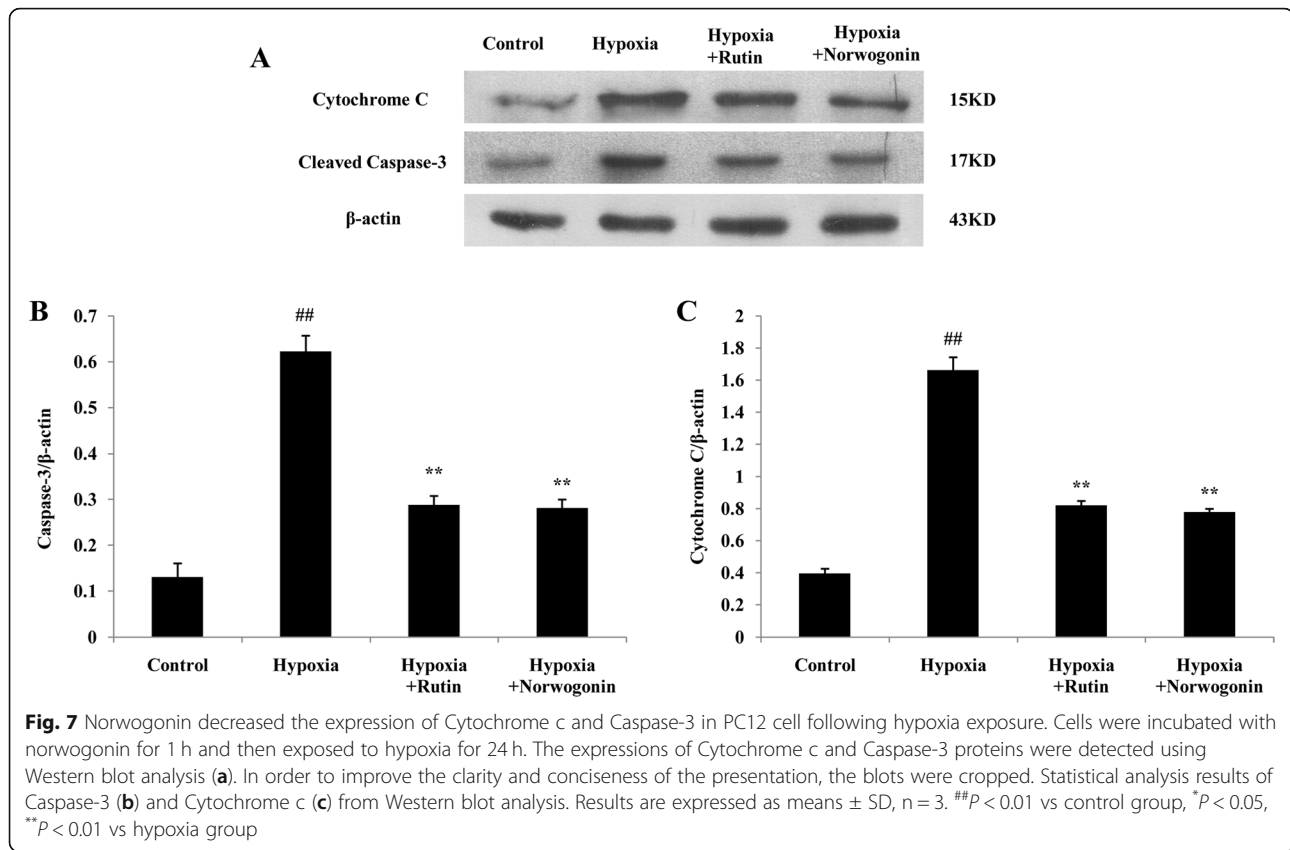 A
Control
Hypoxia
Hypoxia
+Rutin
Hypoxia
+Norwogonin
Cytochrome C
15KD
Cleaved Caspase-3
17KD
β-actin
43KD
B
Caspase-3/β-actin
0.7
0.6
0.5
0.4
0.3
0.2
0.1
0
##
**
**
Control
Hypoxia
Hypoxia
+Rutin
Hypoxia
+Norwogonin
C
Cytochrome C/β-actin
2
1.8
1.6
1.4
1.2
1
0.8
0.6
0.4
0.2
0
##
**
**
Control
Hypoxia
Hypoxia
+Rutin
Hypoxia
+Norwogonin
Fig. 7 Norwogonin decreased the expression of Cytochrome c and Caspase-3 in PC12 cell following hypoxia exposure. Cells were incubated with
norwogonin for 1 h and then exposed to hypoxia for 24 h. The expressions of Cytochrome c and Caspase-3 proteins were detected using
Western blot analysis (a). In order to improve the clarity and conciseness of the presentation, the blots were cropped. Statistical analysis results of
Caspase-3 (b) and Cytochrome c (c) from Western blot analysis. Results are expressed as means ± SD, n = 3. ##P < 0.01 vs control group, *P < 0.05,
**P < 0.01 vs hypoxia group